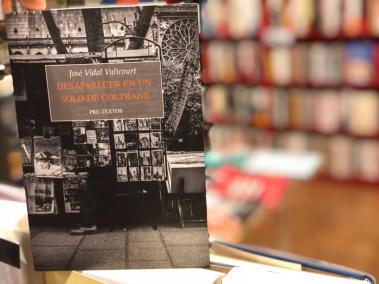 José Vidal Valicourt
DESAPARECER EN UN
SOLO DE COLTRANE
PRE-TEXTOS